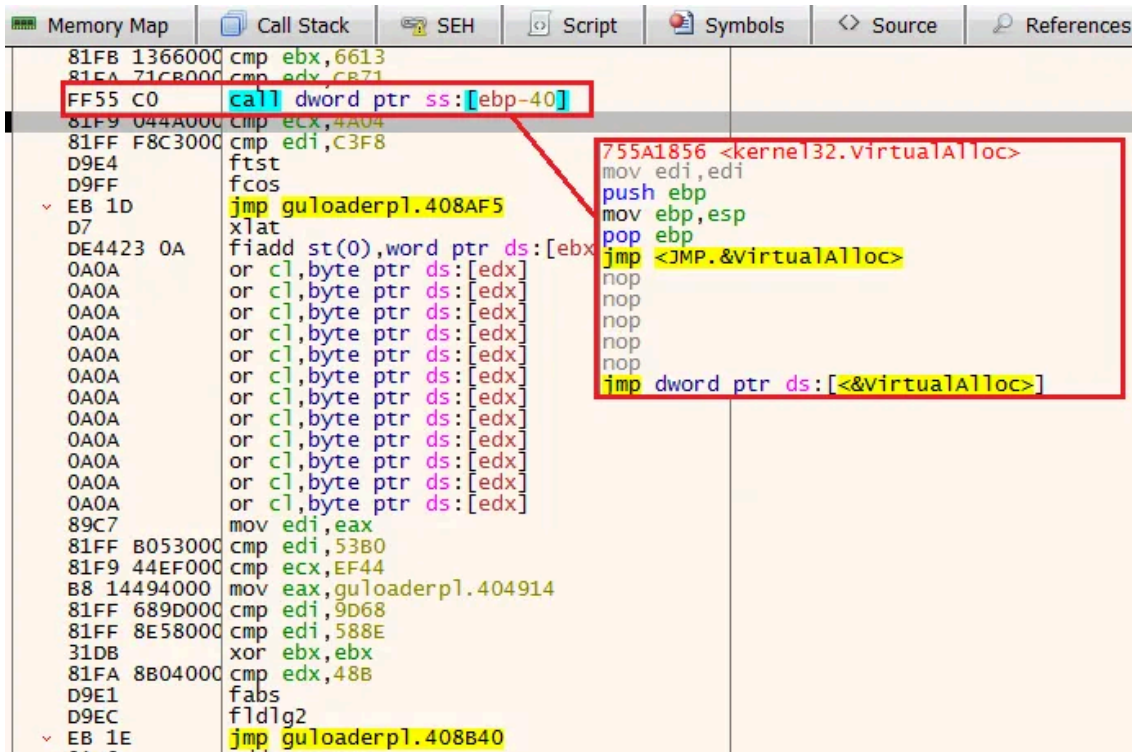 Memory Map Call Stack SEH Script Symbols Source References
81FB 1366000 cmp ebx,6613
81FA 71CB000 cmp edx,CB71
FF55 C0 call dword ptr ss:[ebp-40]
81F9 044A000 cmp ecx,4A04
81FF F8C3000 cmp edi,C3F8
D9E4 ftst
D9FF fcos
EB 1D jmp guloaderpl.408AF5
D7 xlat
DE4423 0A fiadd st(0),word ptr ds:[ebx
0A0A or cl,byte ptr ds:[edx]
0A0A or cl,byte ptr ds:[edx]
0A0A or cl,byte ptr ds:[edx]
0A0A or cl,byte ptr ds:[edx]
0A0A or cl,byte ptr ds:[edx]
0A0A or cl,byte ptr ds:[edx]
0A0A or cl,byte ptr ds:[edx]
0A0A or cl,byte ptr ds:[edx]
0A0A or cl,byte ptr ds:[edx]
0A0A or cl,byte ptr ds:[edx]
0A0A or cl,byte ptr ds:[edx]
0A0A or cl,byte ptr ds:[edx]
89C7 mov edi,eax
81FF B053000 cmp edi,53B0
81F9 44EF000 cmp ecx,EF44
B8 14494000 mov eax,guloaderpl.404914
81FF 689D000 cmp edi,9D68
81FF 8E58000 cmp edi,588E
31DB xor ebx,ebx
81FA 8B04000 cmp edx,48B
D9E1 fabs
D9EC fldlg2
EB 1E jmp guloaderpl.408B40
755A1856 <kernel32.VirtualAlloc>
mov edi,edi
push ebp
mov ebp,esp
pop ebp
jmp <JMP.&VirtualAlloc>
nop
nop
nop
nop
nop
jmp dword ptr ds:[<&VirtualAlloc>]